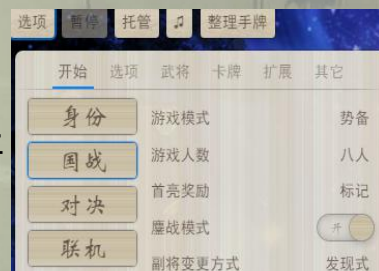 选项 暂停 托管 ♫ 整理手牌
开始 选项 武将 卡牌 扩展 其它
身份
国战
对决
联机
游戏模式 势备
游戏人数 八人
首亮奖励 标记
鏖战模式 开
副将变更方式 发现式